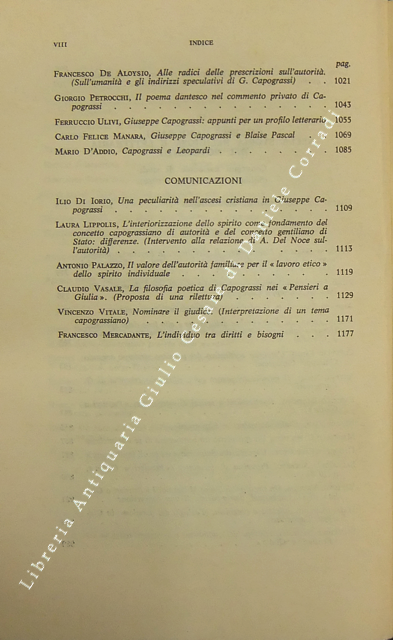 VIII INDICE
pag.
FRANCESCO DE ALOYSIO, Alle radici delle prescrizioni sull'autorità.
(Sull'umanità e gli indirizzi speculativi di G. Capograssi) . . 1021
GIORGIO PETROCCHI, Il poema dantesco nel commento privato di Ca-
pograssi . . . . . . . . . . . . . 1043
FERRUCCIO ULIVI, Giuseppe Capograssi: appunti per un profilo letterario 1055
CARLO FELICE MANARA, Giuseppe Capograssi e Blaise Pascal . . 1069
MARIO D'ADDIO, Capograssi e Leopardi . . . . . . . 1085
COMUNICAZIONI
ILIO DI IORIO, Una peculiarità nell'ascesi cristiana in Giuseppe Ca-
pograssi . . . . . . . . . . . . . 1109
LAURA LIPPOLIS, L'interiorizzazione dello spirito come fondamento del
concetto capograssiano di autorità e del concetto gentiliano di
Stato: differenze. (Intervento alla relazione di A. Del Noce sul-
l'autorità) . . . . . . . . . . . . . 1113
ANTONIO PALAZZO, Il valore dell'autorità familiare per il « lavoro etico »
dello spirito individuale . . . . . . . . . . 1119
CLAUDIO VASALE, La filosofia poetica di Capograssi nei « Pensieri a
Giulia ». (Proposta di una rilettura) . . . . . . . 1129
VINCENZO VITALE, Nominare il giudice. (Interpretazione di un tema
capograssiano) . . . . . . . . . . . . 1171
FRANCESCO MERCADANTE, L'individuo tra diritti e bisogni . . . 1177
Libreria Antiquaria Giulio Cesare di Daniele Corradi